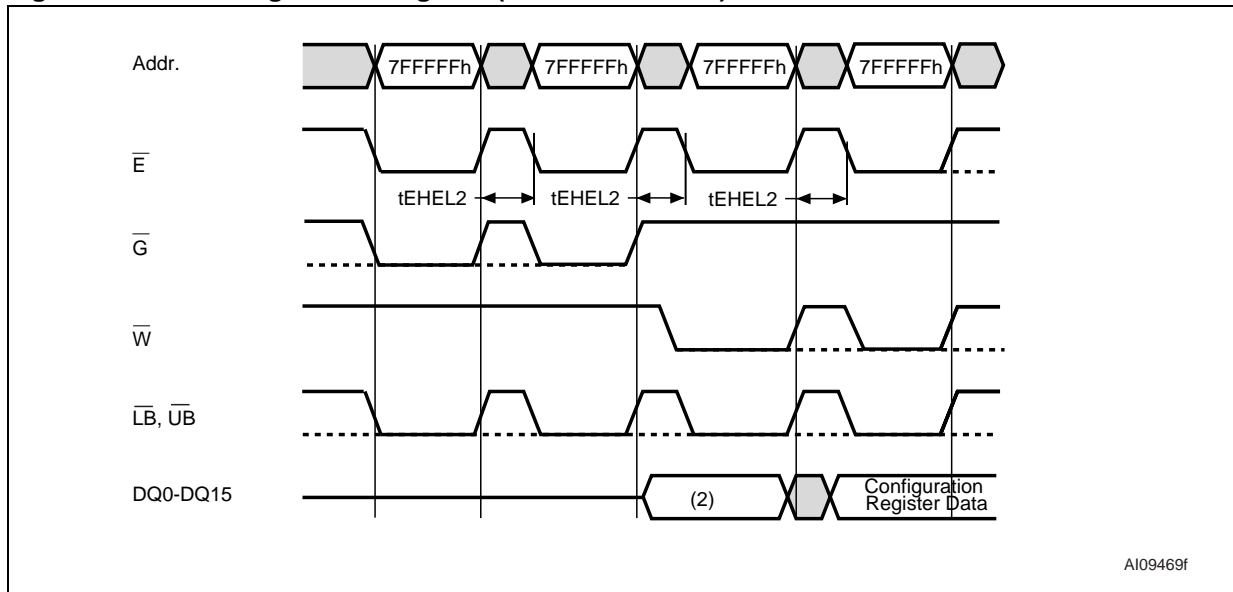 Addr.
7FFFFFh 7FFFFFh 7FFFFFh 7FFFFFh
E
tEHEL2 tEHEL2 tEHEL2
G
W
LB, UB
DQ0-DQ15
(2)
Configuration
Register Data
AI09469f